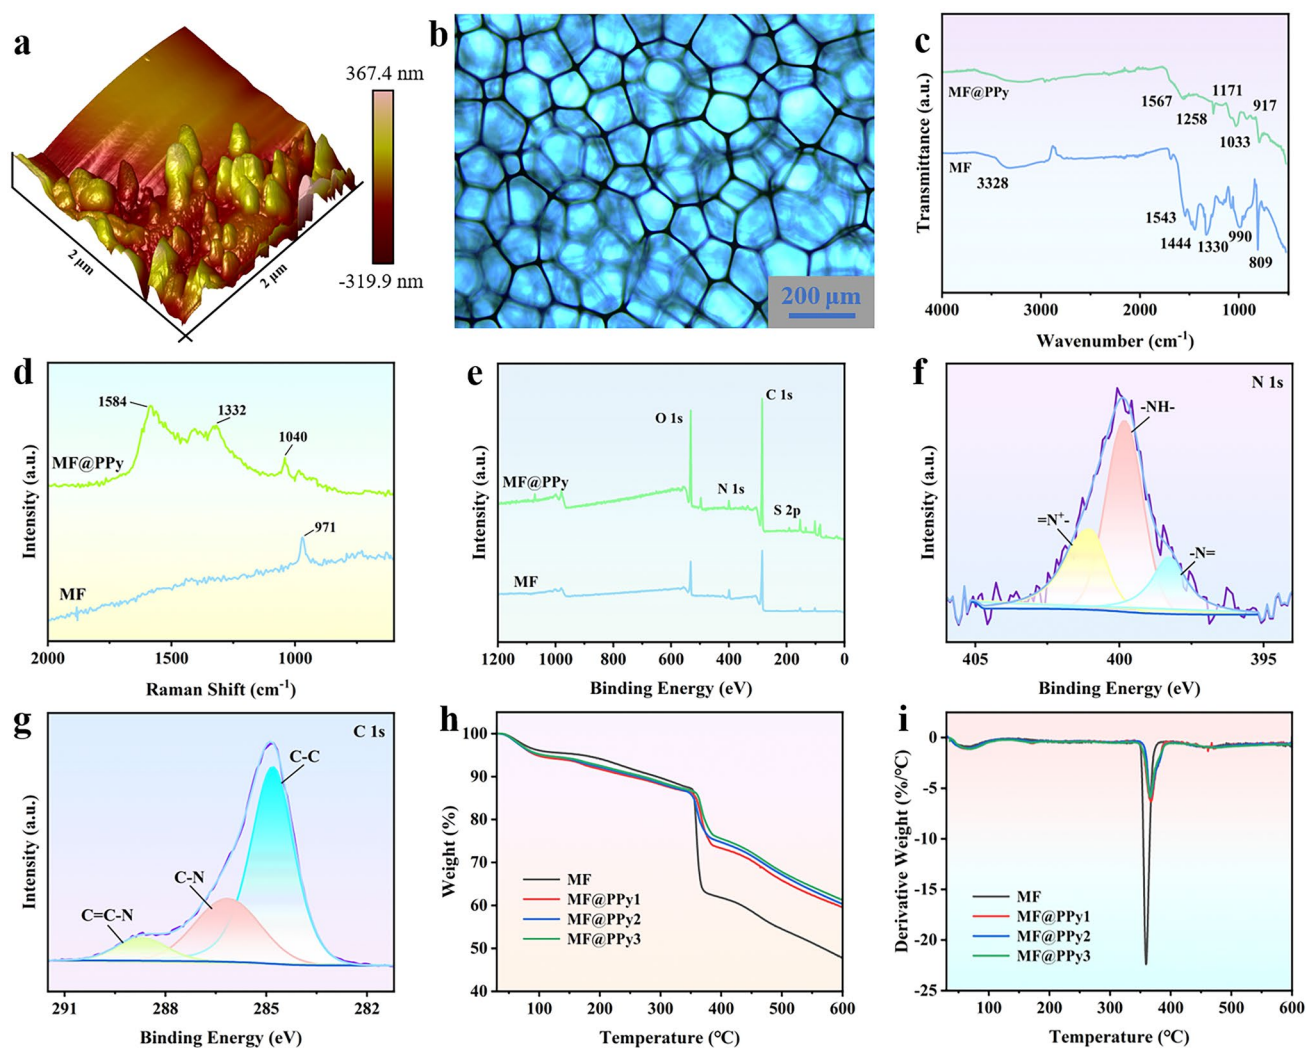 a
367.4 nm
-319.9 nm
2 μm
2 μm
b
200 μm
c
Transmittance (a.u.)
MF@PPy
1567
1258
1171
1033
917
MF
3328
1543
1444
1330
990
809
4000
3000
2000
1000
Wavenumber (cm⁻¹)
d
Intensity (a.u.)
1584
1332
1040
MF@PPy
971
MF
2000
1500
1000
Raman Shift (cm⁻¹)
e
Intensity (a.u.)
C 1s
O 1s
N 1s
S 2p
MF@PPy
MF
1200
1000
800
600
400
200
0
Binding Energy (eV)
f
N 1s
Intensity (a.u.)
-NH-
=N⁺-
-N=
405
400
395
Binding Energy (eV)
g
C 1s
Intensity (a.u.)
C-C
C-N
C=C-N
291
288
285
282
Binding Energy (eV)
h
Weight (%)
100
90
80
70
60
50
40
MF
MF@PPy1
MF@PPy2
MF@PPy3
100
200
300
400
500
600
Temperature (°C)
i
Derivative Weight (%/°C)
0
-5
-10
-15
-20
-25
MF
MF@PPy1
MF@PPy2
MF@PPy3
100
200
300
400
500
600
Temperature (°C)